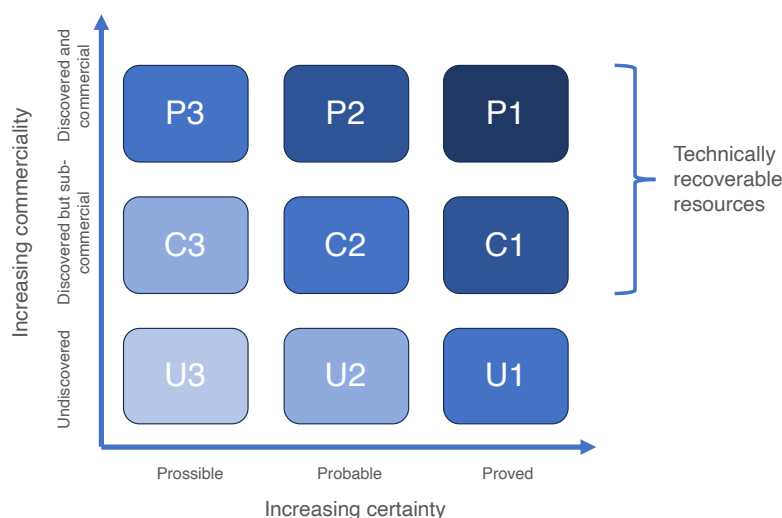 Increasing commerciality
Discovered and
commercial
P3
P2
P1
Discovered but sub-
commercial
C3
C2
C1
Undiscovered
U3
U2
U1
Technically
recoverable
resources
Prossible
Probable
Proved
Increasing certainty